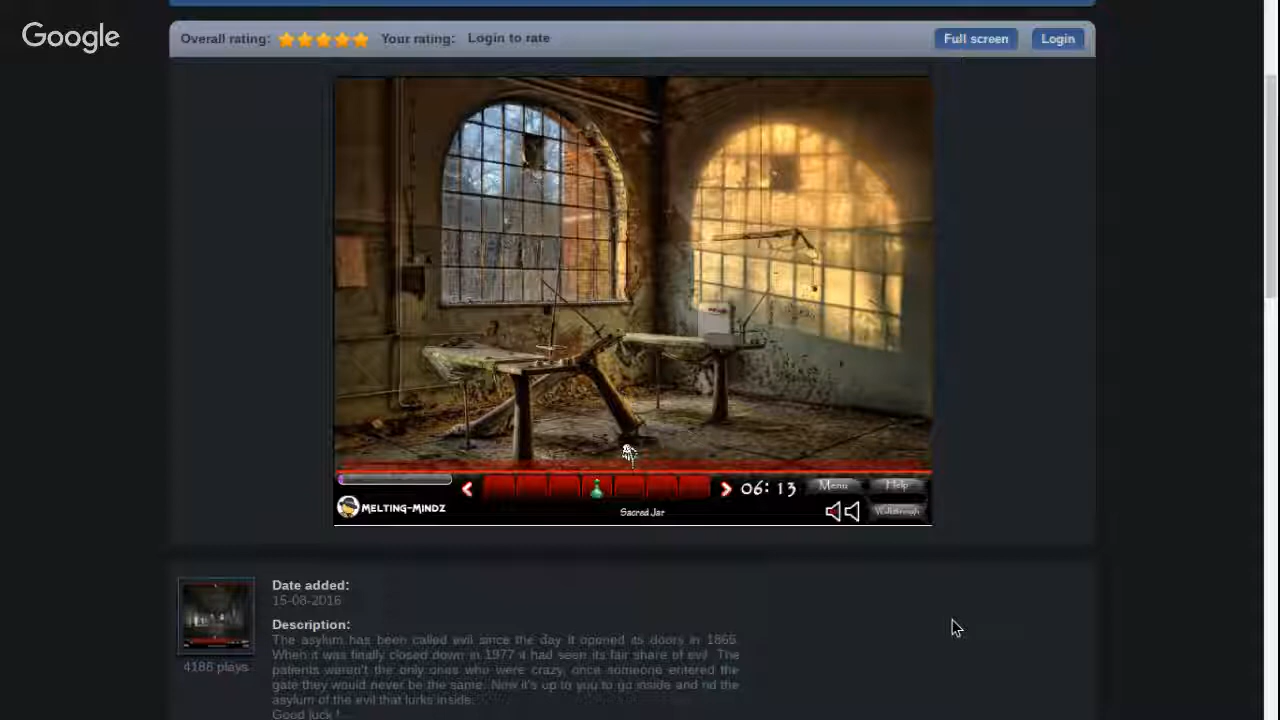 Google
Overall rating: Your rating: Login to rate Full screen Login
06:13 Menu Help
MELTING-MINDZ
Sacred Jar Walkthrough
Date added:
15-08-2016
Description:
The asylum has been called evil since the day it opened its doors in 1865.
When it was finally closed down in 1977 it had seen its fair share of evil. The
patients weren't the only ones who were crazy, once someone entered the
gate they would never be the same. Now it's up to you to go inside and rid the
asylum of the evil that lurks inside.
Good luck !
4188 plays